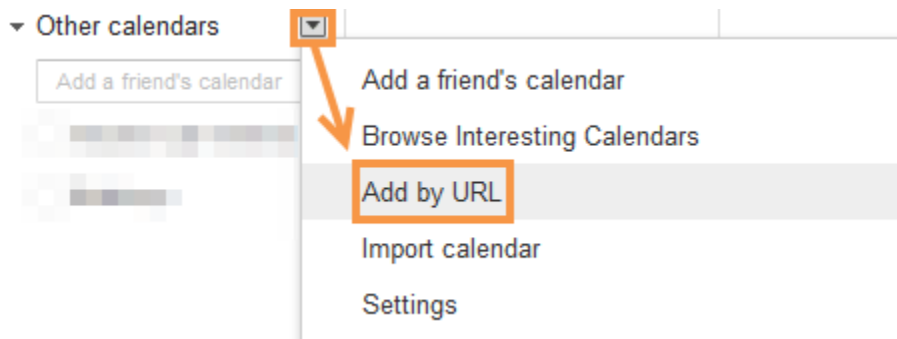 Other calendars
Add a friend's calendar
Add a friend's calendar
Browse Interesting Calendars
Add by URL
Import calendar
Settings